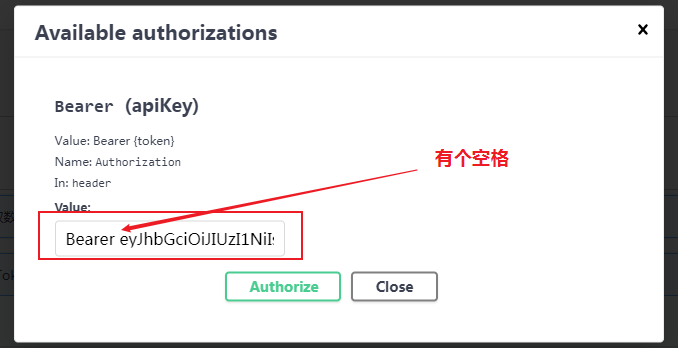 Available authorizations
×
Bearer (apiKey)
Value: Bearer {token}
Name: Authorization
In: header
有个空格
Value:
Bearer eyJhbGciOiJIUzI1NiIs
Authorize
Close